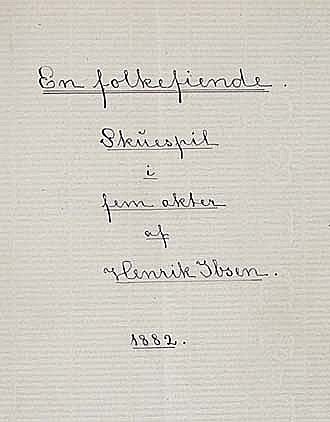 En folkefiende.
Skuespil
i
fem akter
af
Henrik Ibsen.
1882.